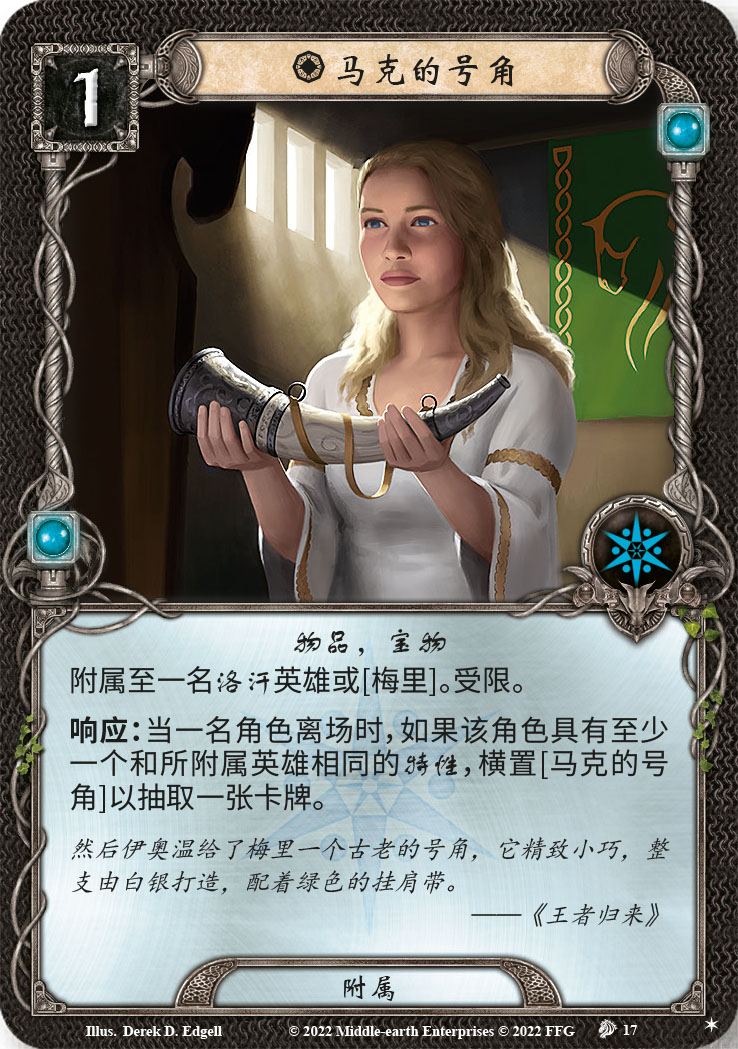 1
马克的号角
物品，宝物
附属至一名洛汗英雄或[梅里]。受限。
响应：当一名角色离场时，如果该角色具有至少
一个和所附属英雄相同的特性，横置[马克的号
角]以抽取一张卡牌。
然后伊奥温给了梅里一个古老的号角，它精致小巧，整
支由白银打造，配着绿色的挂肩带。
——《王者归来》
附属
Illus. Derek D. Edgell © 2022 Middle-earth Enterprises © 2022 FFG 17